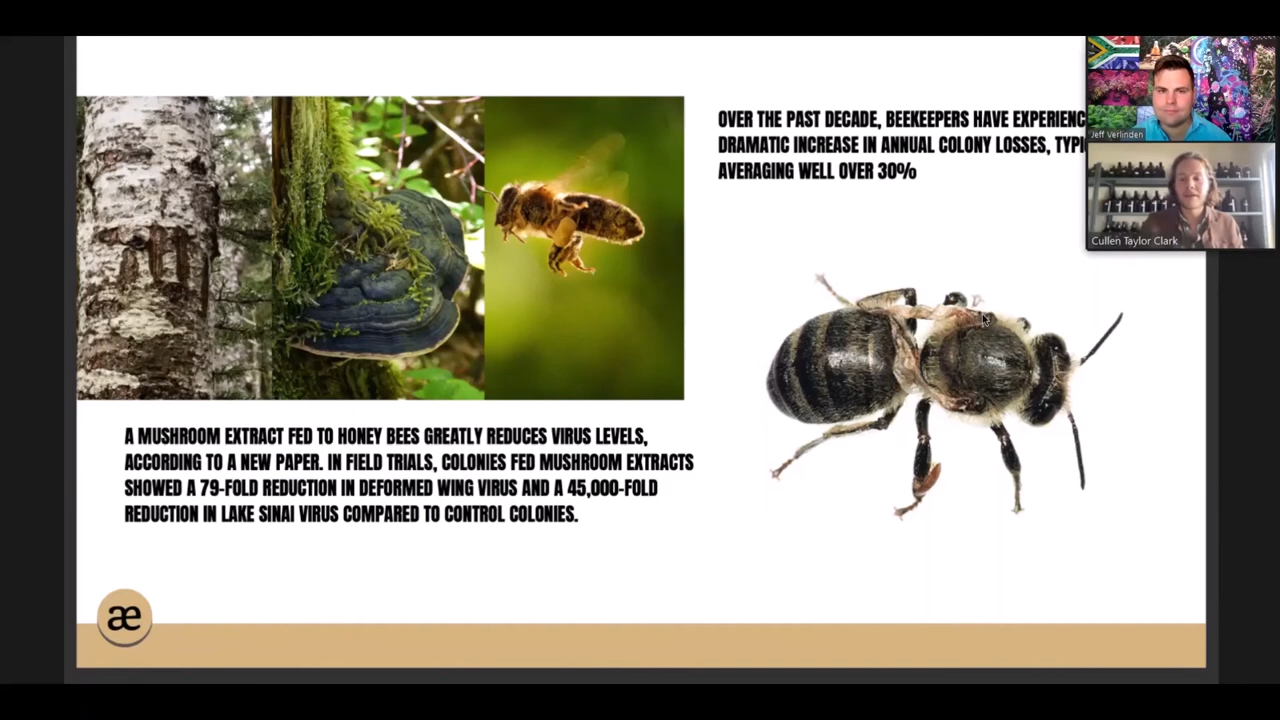 OVER THE PAST DECADE, BEEKEEPERS HAVE
DRAMATIC INCREASE IN ANNUAL COLONY LOSSES,
AVERAGING WELL OVER 30%
Jeff Verlinden
Cullen Taylor Clark
A MUSHROOM EXTRACT FED TO HONEY BEES GREATLY REDUCES VIRUS LEVELS,
ACCORDING TO A NEW PAPER. IN FIELD TRIALS, COLONIES FED MUSHROOM EXTRACTS
SHOWED A 79-FOLD REDUCTION IN DEFORMED WING VIRUS AND A 45,000-FOLD
REDUCTION IN LAKE SINAI VIRUS COMPARED TO CONTROL COLONIES.
æ